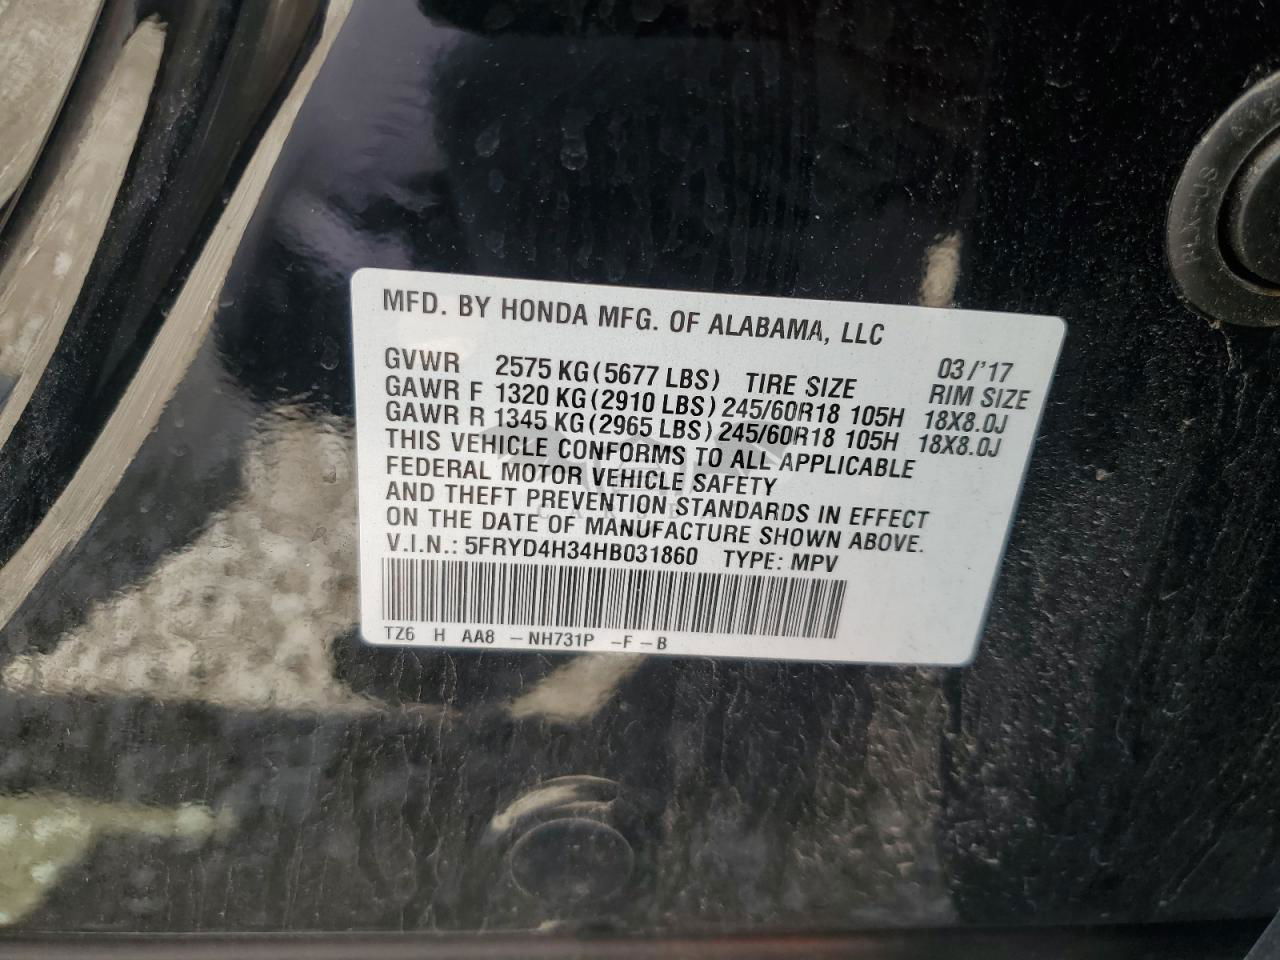 MFD. BY HONDA MFG. OF ALABAMA, LLC
03/'17
GVWR 2575 KG(5677 LBS) TIRE SIZE RIM SIZE
GAWR F 1320 KG(2910 LBS) 245/60R18 105H 18X8.0J
GAWR R 1345 KG(2965 LBS) 245/60R18 105H 18X8.0J
THIS VEHICLE CONFORMS TO ALL APPLICABLE
FEDERAL MOTOR VEHICLE SAFETY
AND THEFT PREVENTION STANDARDS IN EFFECT
ON THE DATE OF MANUFACTURE SHOWN ABOVE.
V.I.N.: 5FRYD4H34HB031860 TYPE: MPV
TZ6 H AA8 - NH731P -F-B